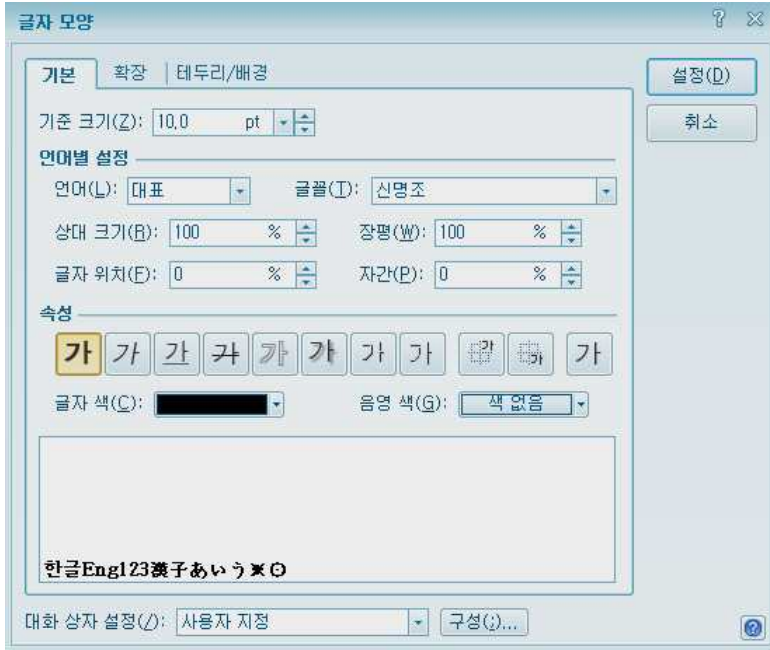 글자 모양
기본 확장 테두리/배경
설정(D)
취소
기준 크기(Z): 10.0 pt
언어별 설정
언어(L): 대표 글꼴(T): 신명조
상대 크기(R): 100 % 장평(W): 100 %
글자 위치(F): 0 % 자간(P): 0 %
속성
가 가 가 가 가 가 가 가 가 가 가
글자 색(C): 음영 색(G): 색 없음
한글Eng123漢子あいう※⊙
대화 상자 설정(/): 사용자 지정 구성(;)...